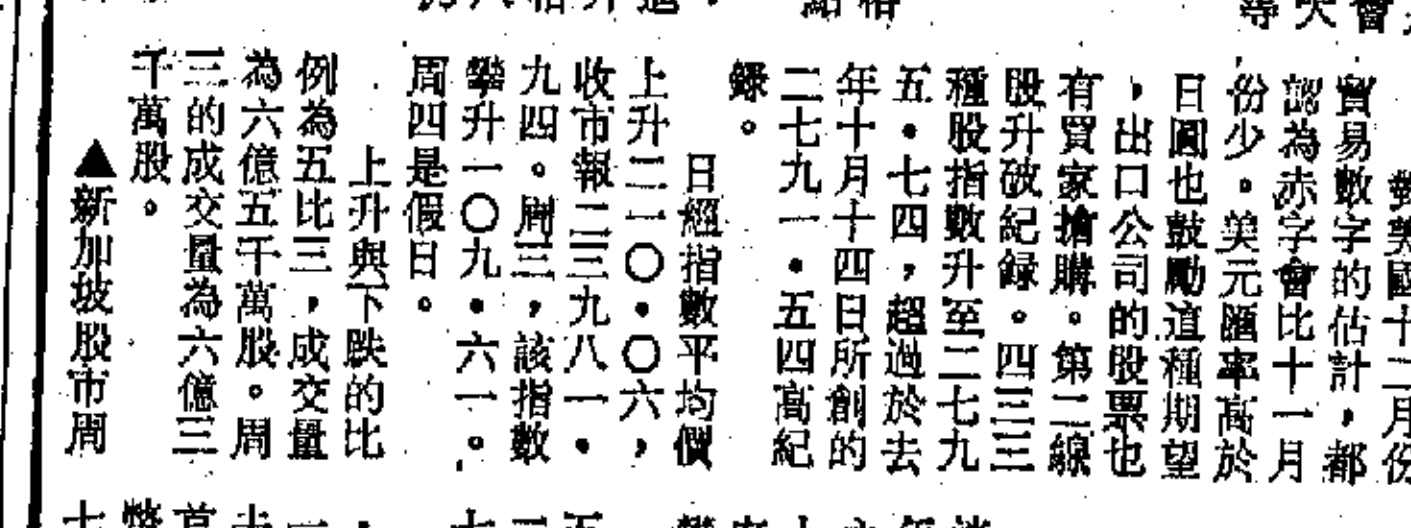 對美國十二月份
貿易數字的估計，都
認為赤字會比十一月
份少。美元匯率高於
日圓也鼓勵這種期望
，出口公司的股票也
有買家搶購。第二線
股升破紀録。四三三
種股指數升至二七九
五・七四，超過於去
年十月十四日所創的
二七九一・五四高紀
録。
日經指數平均價
上升二一〇・〇六，
收市報二三九八一・
九四。周三，該指數
攀升一〇九・六一。
周四是假日。
上升與下跌的比
例為五比三，成交量
為六億五千萬股。周
三的成交量為六億三
千萬股。
▲新加坡股市周